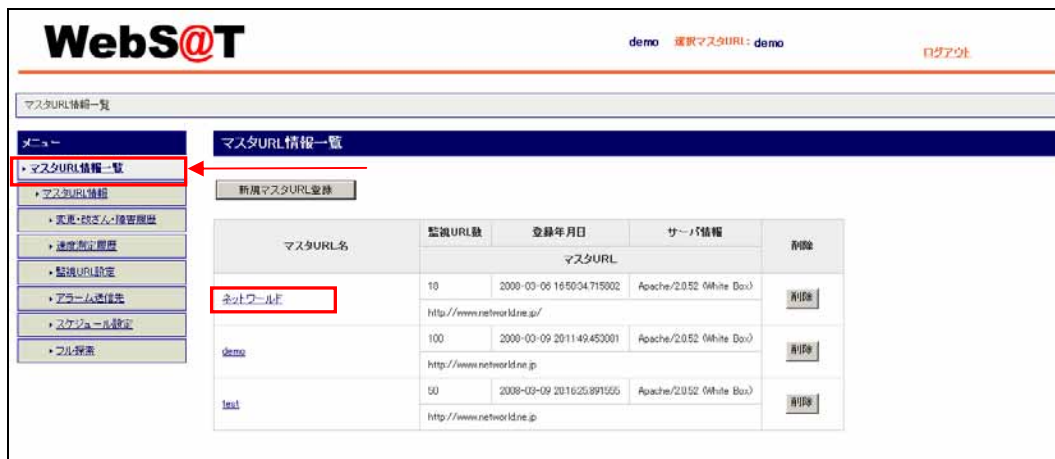 WebS@T
demo 選択マスタURL: demo
ログアウト
マスタURL情報一覧
メニュー
マスタURL情報一覧
マスタURL情報
変更・改ざん・障害履歴
速度測定履歴
監視URL設定
アラーム送信先
スケジュール設定
フル探索
マスタURL情報一覧
新規マスタURL登録
マスタURL名 監視URL数 登録年月日 サーバ情報 削除
マスタURL
ネットワールド 10 2008-03-06 16:50:34.715802 Apache/2.0.52 (White Box) 削除
http://www.networld.ne.jp/
demo 100 2008-03-09 20:11:49.453081 Apache/2.0.52 (White Box) 削除
http://www.networld.ne.jp
test 50 2008-03-09 20:16:25.891555 Apache/2.0.52 (White Box) 削除
http://www.networld.ne.jp